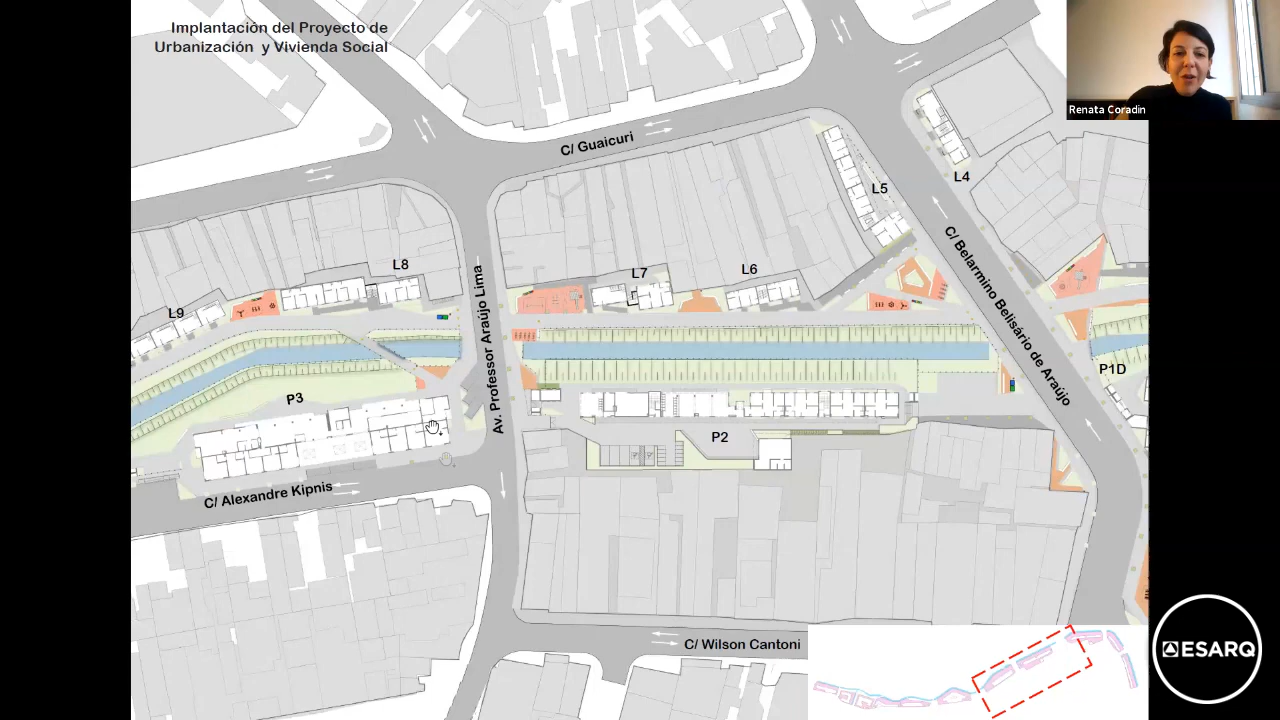 Implantación del Proyecto de
Urbanización y Vivienda Social
Renata Coradin
C/ Guaicuri
L4
L5
C/ Belarmino Belisário de Araújo
L8
L7
L6
L9
Av. Professor Araújo Lima
P1D
P3
P2
C/ Alexandre Kipnis
C/ Wilson Cantoni
ESARQ